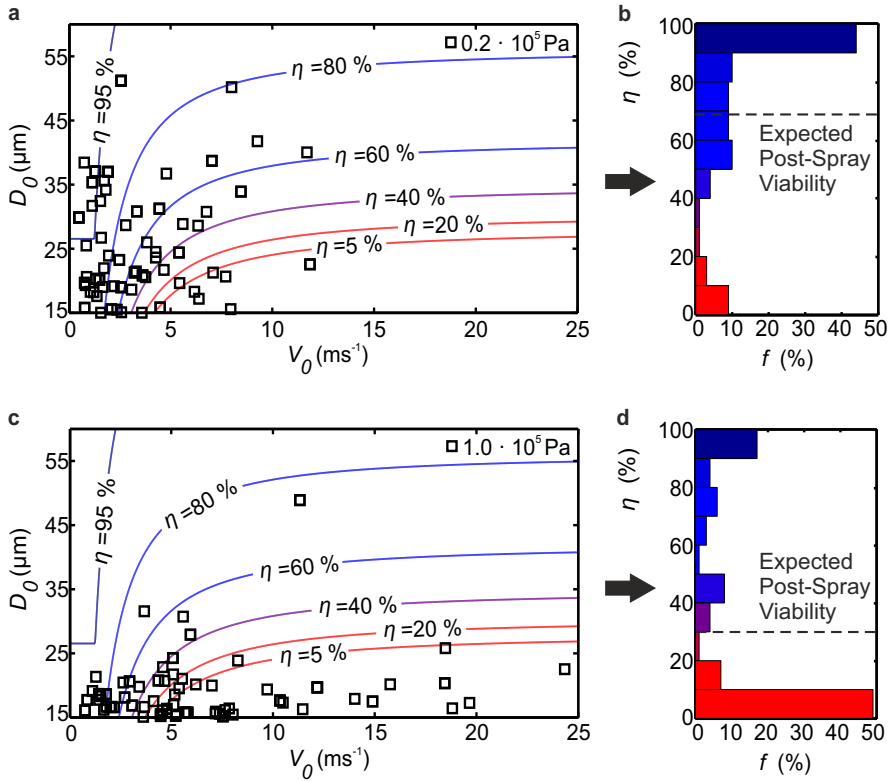 a
b
0.2 · 10⁵ Pa
η =95 %
η =80 %
η =60 %
η =40 %
η =20 %
η =5 %
55
45
35
25
15
D₀ (µm)
0 5 10 15 20 25
V₀ (ms⁻¹)
η (%)
100
80
60
40
20
0
Expected
Post-Spray
Viability
0 10 20 30 40 50
f (%)
c
d
1.0 · 10⁵ Pa
η =95 %
η =80 %
η =60 %
η =40 %
η =20 %
η =5 %
55
45
35
25
15
D₀ (µm)
0 5 10 15 20 25
V₀ (ms⁻¹)
η (%)
100
80
60
40
20
0
Expected
Post-Spray
Viability
0 10 20 30 40 50
f (%)